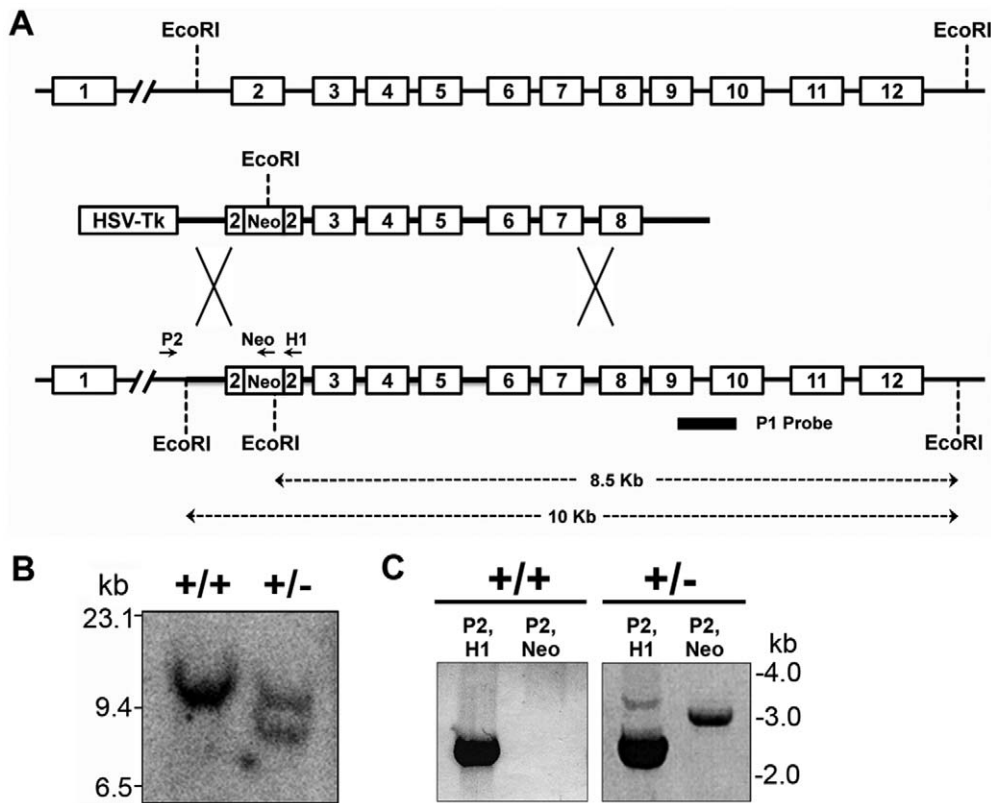 A
EcoRI EcoRI
1 2 3 4 5 6 7 8 9 10 11 12
EcoRI
HSV-Tk 2 Neo 2 3 4 5 6 7 8
P2 Neo H1
1 2 Neo 2 3 4 5 6 7 8 9 10 11 12
P1 Probe
EcoRI EcoRI EcoRI
8.5 Kb
10 Kb
B
kb +/+ +/-
23.1
9.4
6.5
C
+/+ +/-
P2, P2, P2, P2,
H1 Neo H1 Neo
kb
-4.0
-3.0
-2.0